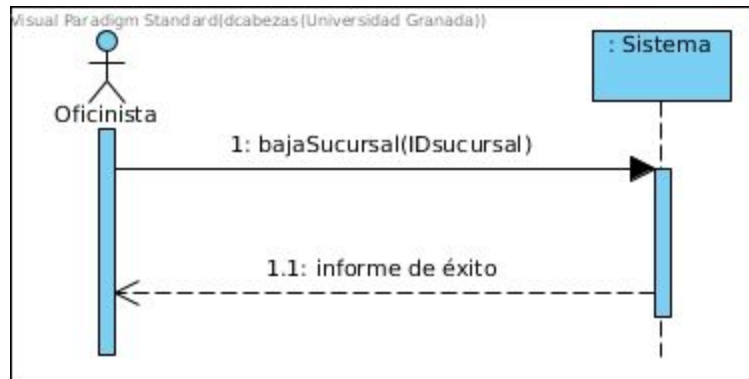 Visual Paradigm Standard(dcabezas(Universidad Granada))
: Sistema
Oficinista
1: bajaSucursal(IDsucursal)
1.1: informe de éxito